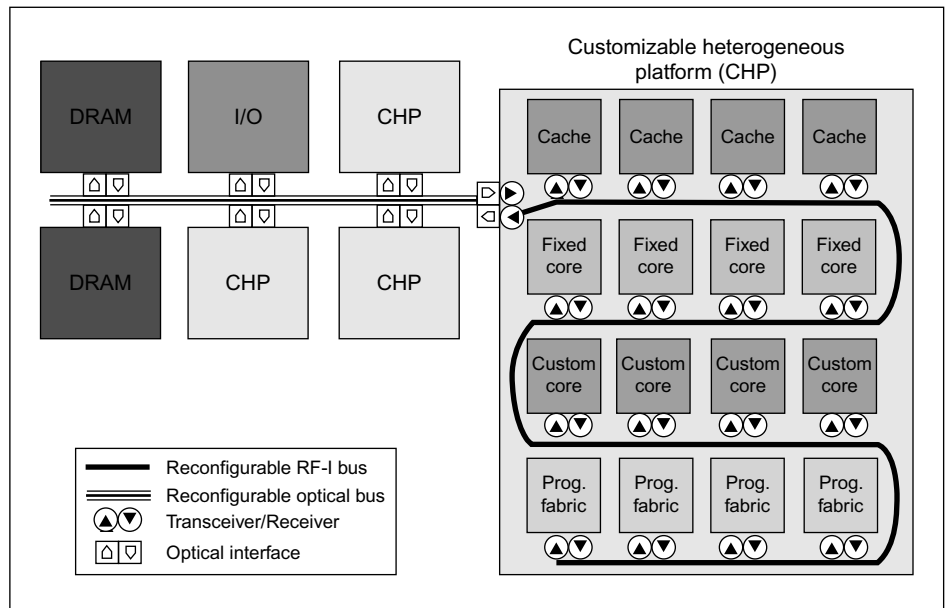 Customizable heterogeneous
platform (CHP)
DRAM
I/O
CHP
DRAM
CHP
CHP
Cache
Cache
Cache
Cache
Fixed
core
Fixed
core
Fixed
core
Fixed
core
Custom
core
Custom
core
Custom
core
Custom
core
Prog.
fabric
Prog.
fabric
Prog.
fabric
Prog.
fabric
Reconfigurable RF-I bus
Reconfigurable optical bus
Transceiver/Receiver
Optical interface